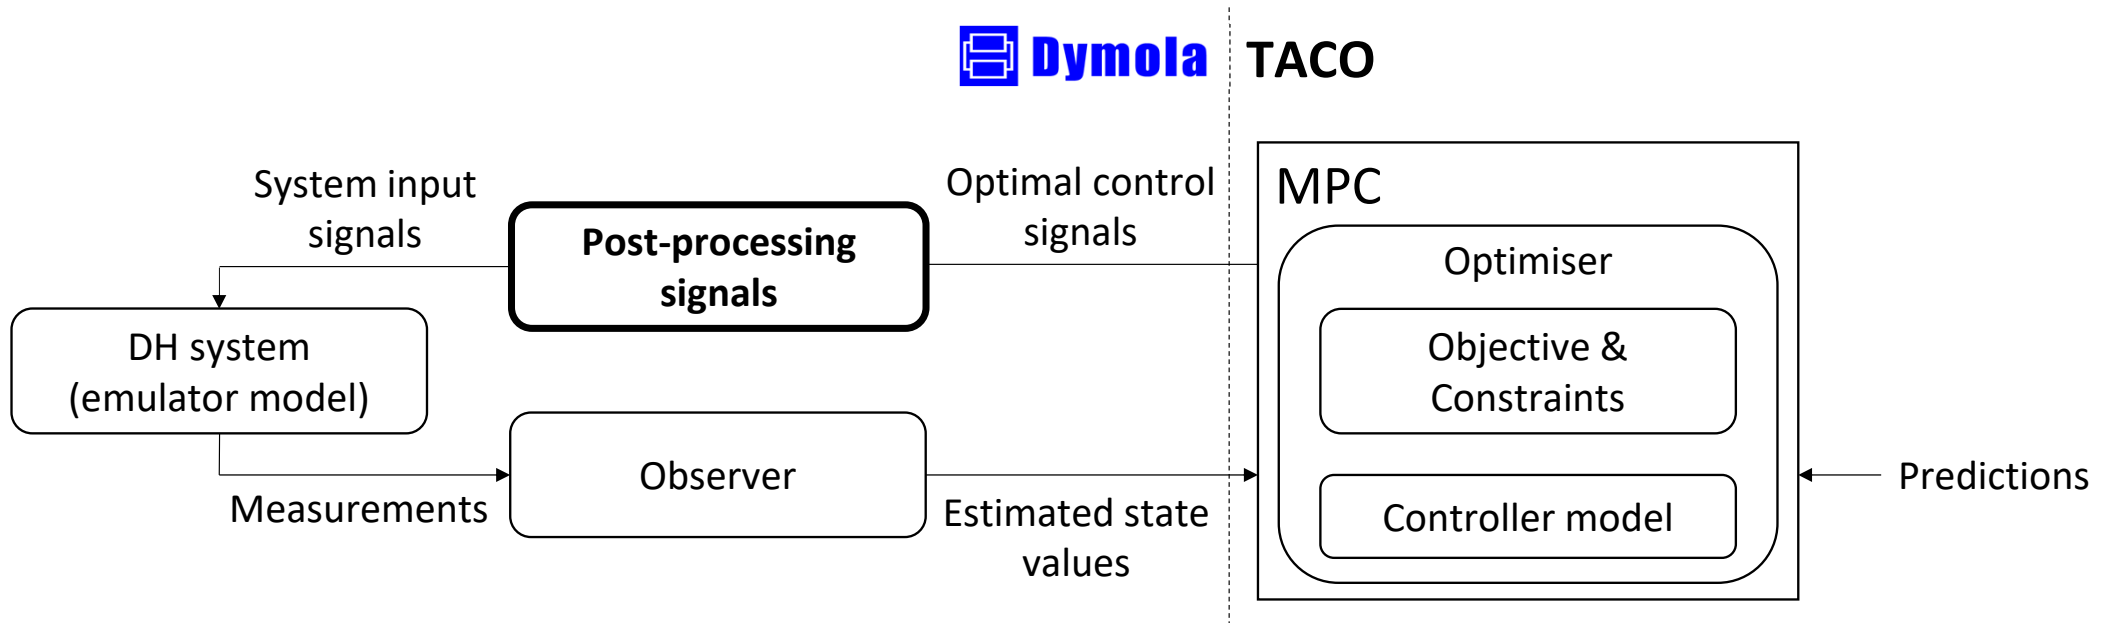 Dymola
TACO
System input
signals
Post-processing
signals
Optimal control
signals
MPC
Optimiser
DH system
(emulator model)
Objective &
Constraints
Measurements
Observer
Estimated state
values
Controller model
Predictions